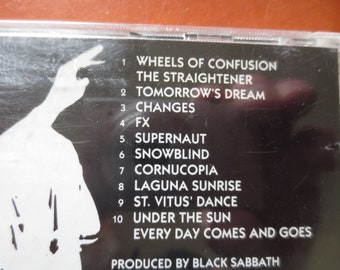 1 WHEELS OF CONFUSION
THE STRAIGHTENER
2 TOMORROW'S DREAM
3 CHANGES
4 FX
5 SUPERNAUT
6 SNOWBLIND
7 CORNUCOPIA
8 LAGUNA SUNRISE
9 ST. VITUS' DANCE
10 UNDER THE SUN
EVERY DAY COMES AND GOES
PRODUCED BY BLACK SABBATH